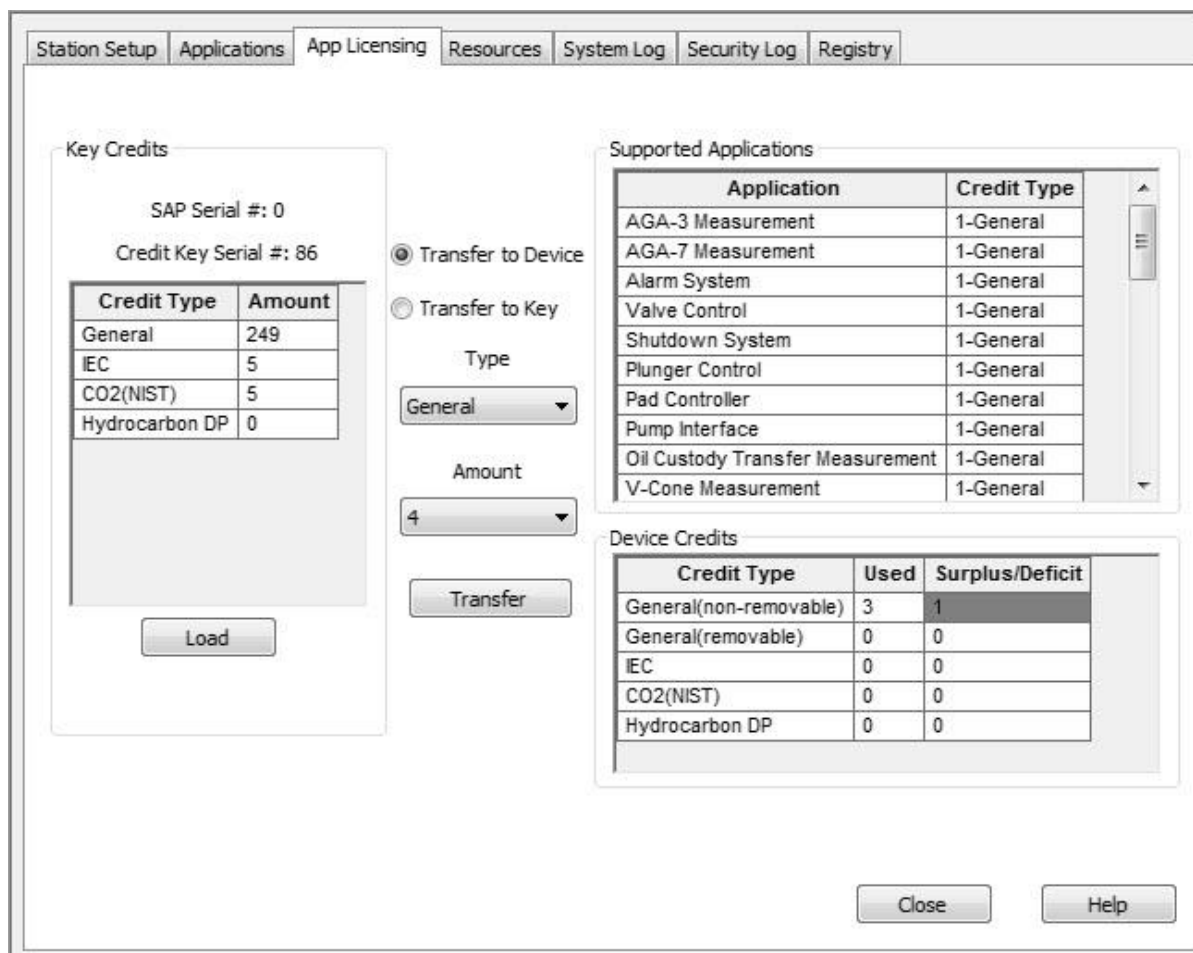 Station Setup Applications App Licensing Resources System Log Security Log Registry
Key Credits
SAP Serial #: 0
Credit Key Serial #: 86
Credit Type Amount
General 249
IEC 5
CO2(NIST) 5
Hydrocarbon DP 0
Load
Transfer to Device
Transfer to Key
Type
General
Amount
4
Transfer
Supported Applications
Application Credit Type
AGA-3 Measurement 1-General
AGA-7 Measurement 1-General
Alarm System 1-General
Valve Control 1-General
Shutdown System 1-General
Plunger Control 1-General
Pad Controller 1-General
Pump Interface 1-General
Oil Custody Transfer Measurement 1-General
V-Cone Measurement 1-General
Device Credits
Credit Type Used Surplus/Deficit
General(non-removable) 3 1
General(removable) 0 0
IEC 0 0
CO2(NIST) 0 0
Hydrocarbon DP 0 0
Close Help